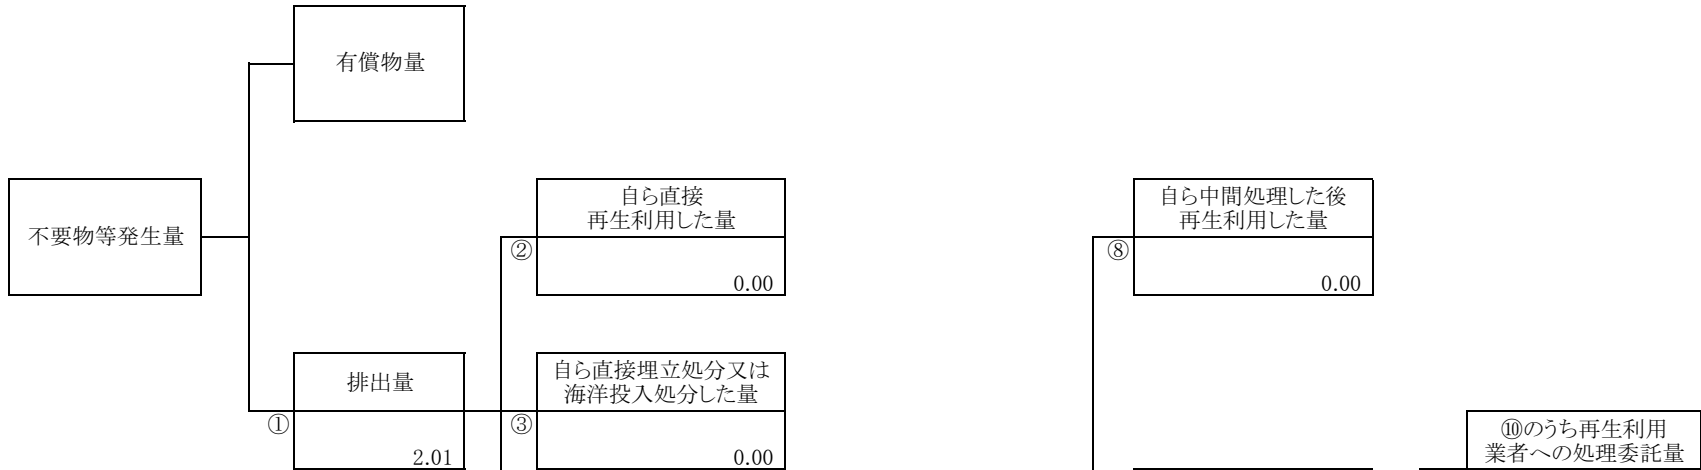 有償物量
不要物等発生量
自ら直接
再生利用した量
②
0.00
自ら中間処理した後
再生利用した量
⑧
0.00
排出量
①
2.01
自ら直接埋立処分又は
海洋投入処分した量
③
0.00
⑩のうち再生利用
業者への処理委託量